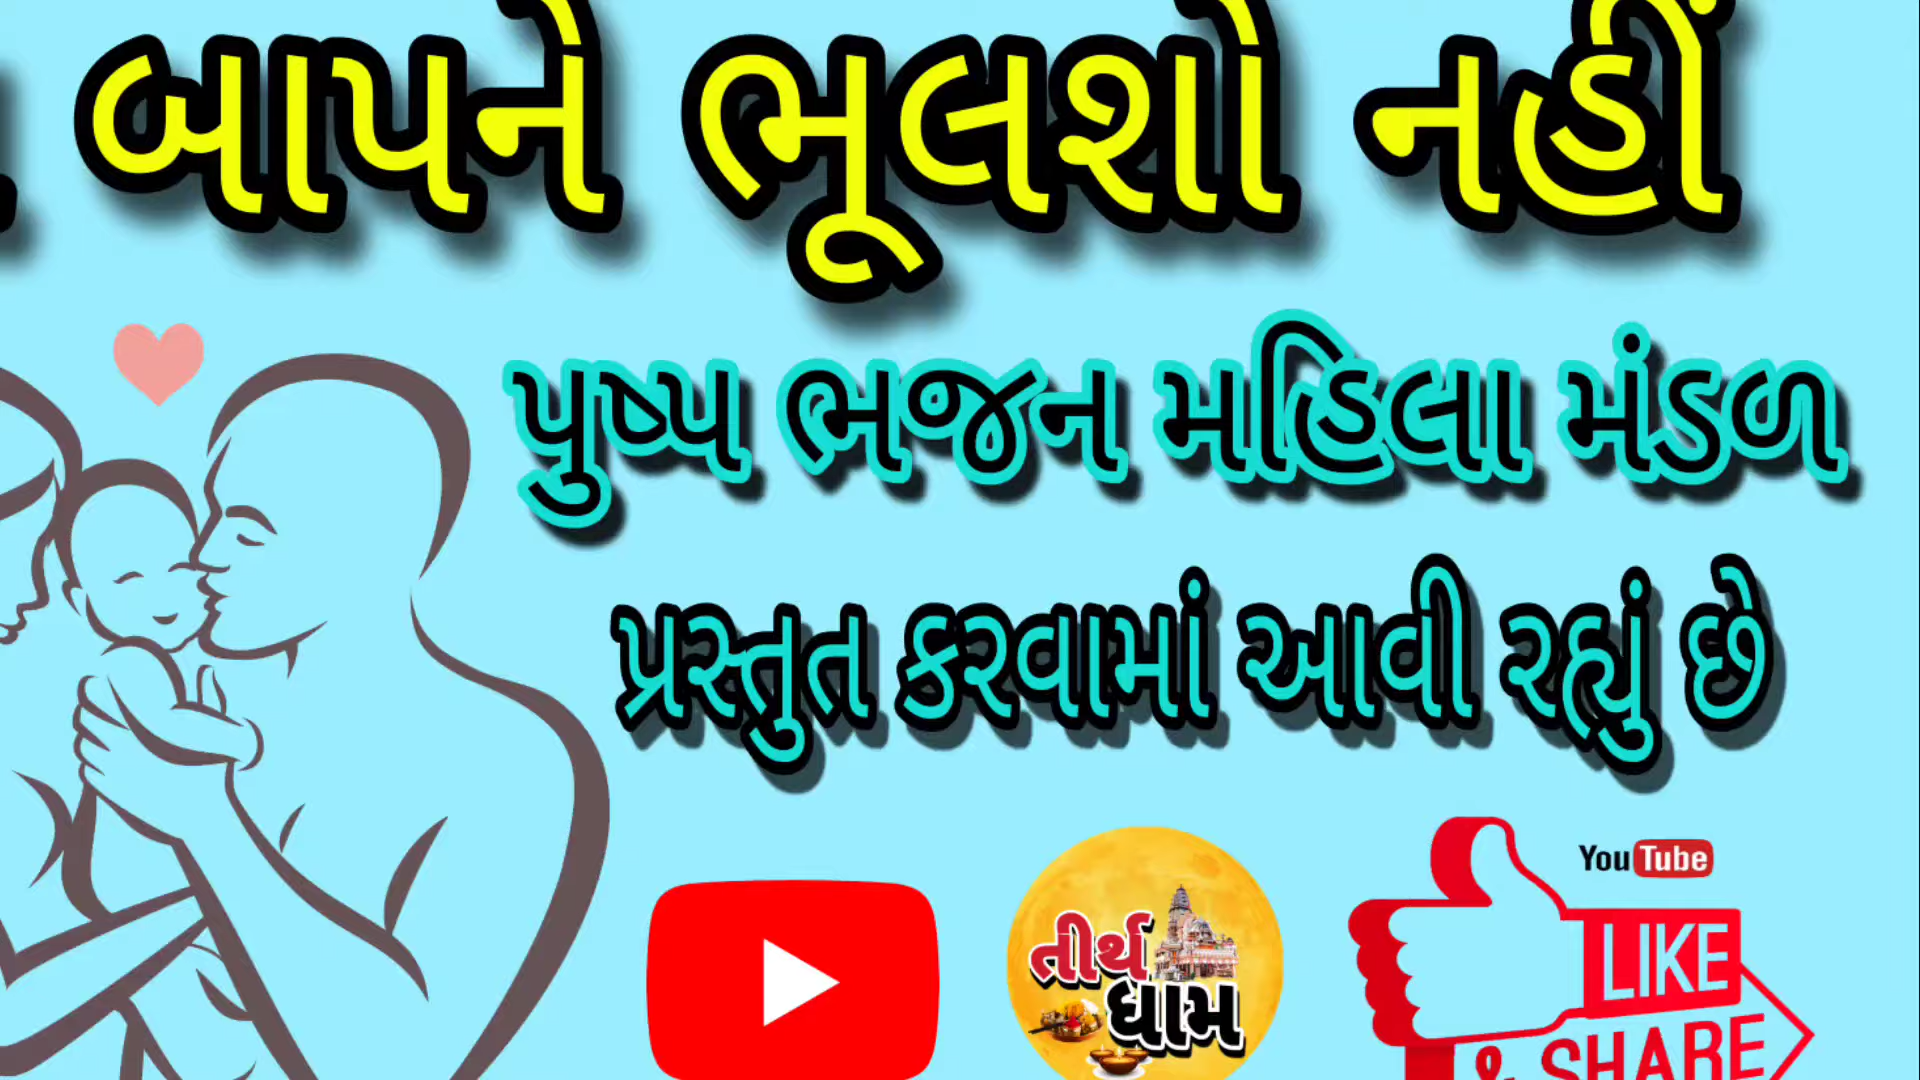 બાપને ભૂલશો નહીં
પુષ્પ ભજન મહિલા મંડળ
પ્રસ્તુત કરવામાં આવી રહ્યું છે
YouTube
તીર્થ
ધામ
LIKE
& SHARE